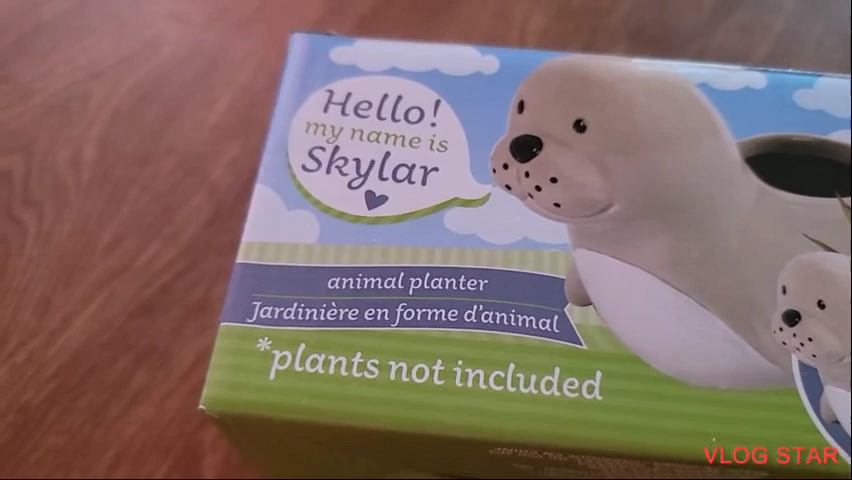 Hello!
my name is
Skylar
animal planter
Jardinière en forme d'animal
*plants not included
VLOG STAR